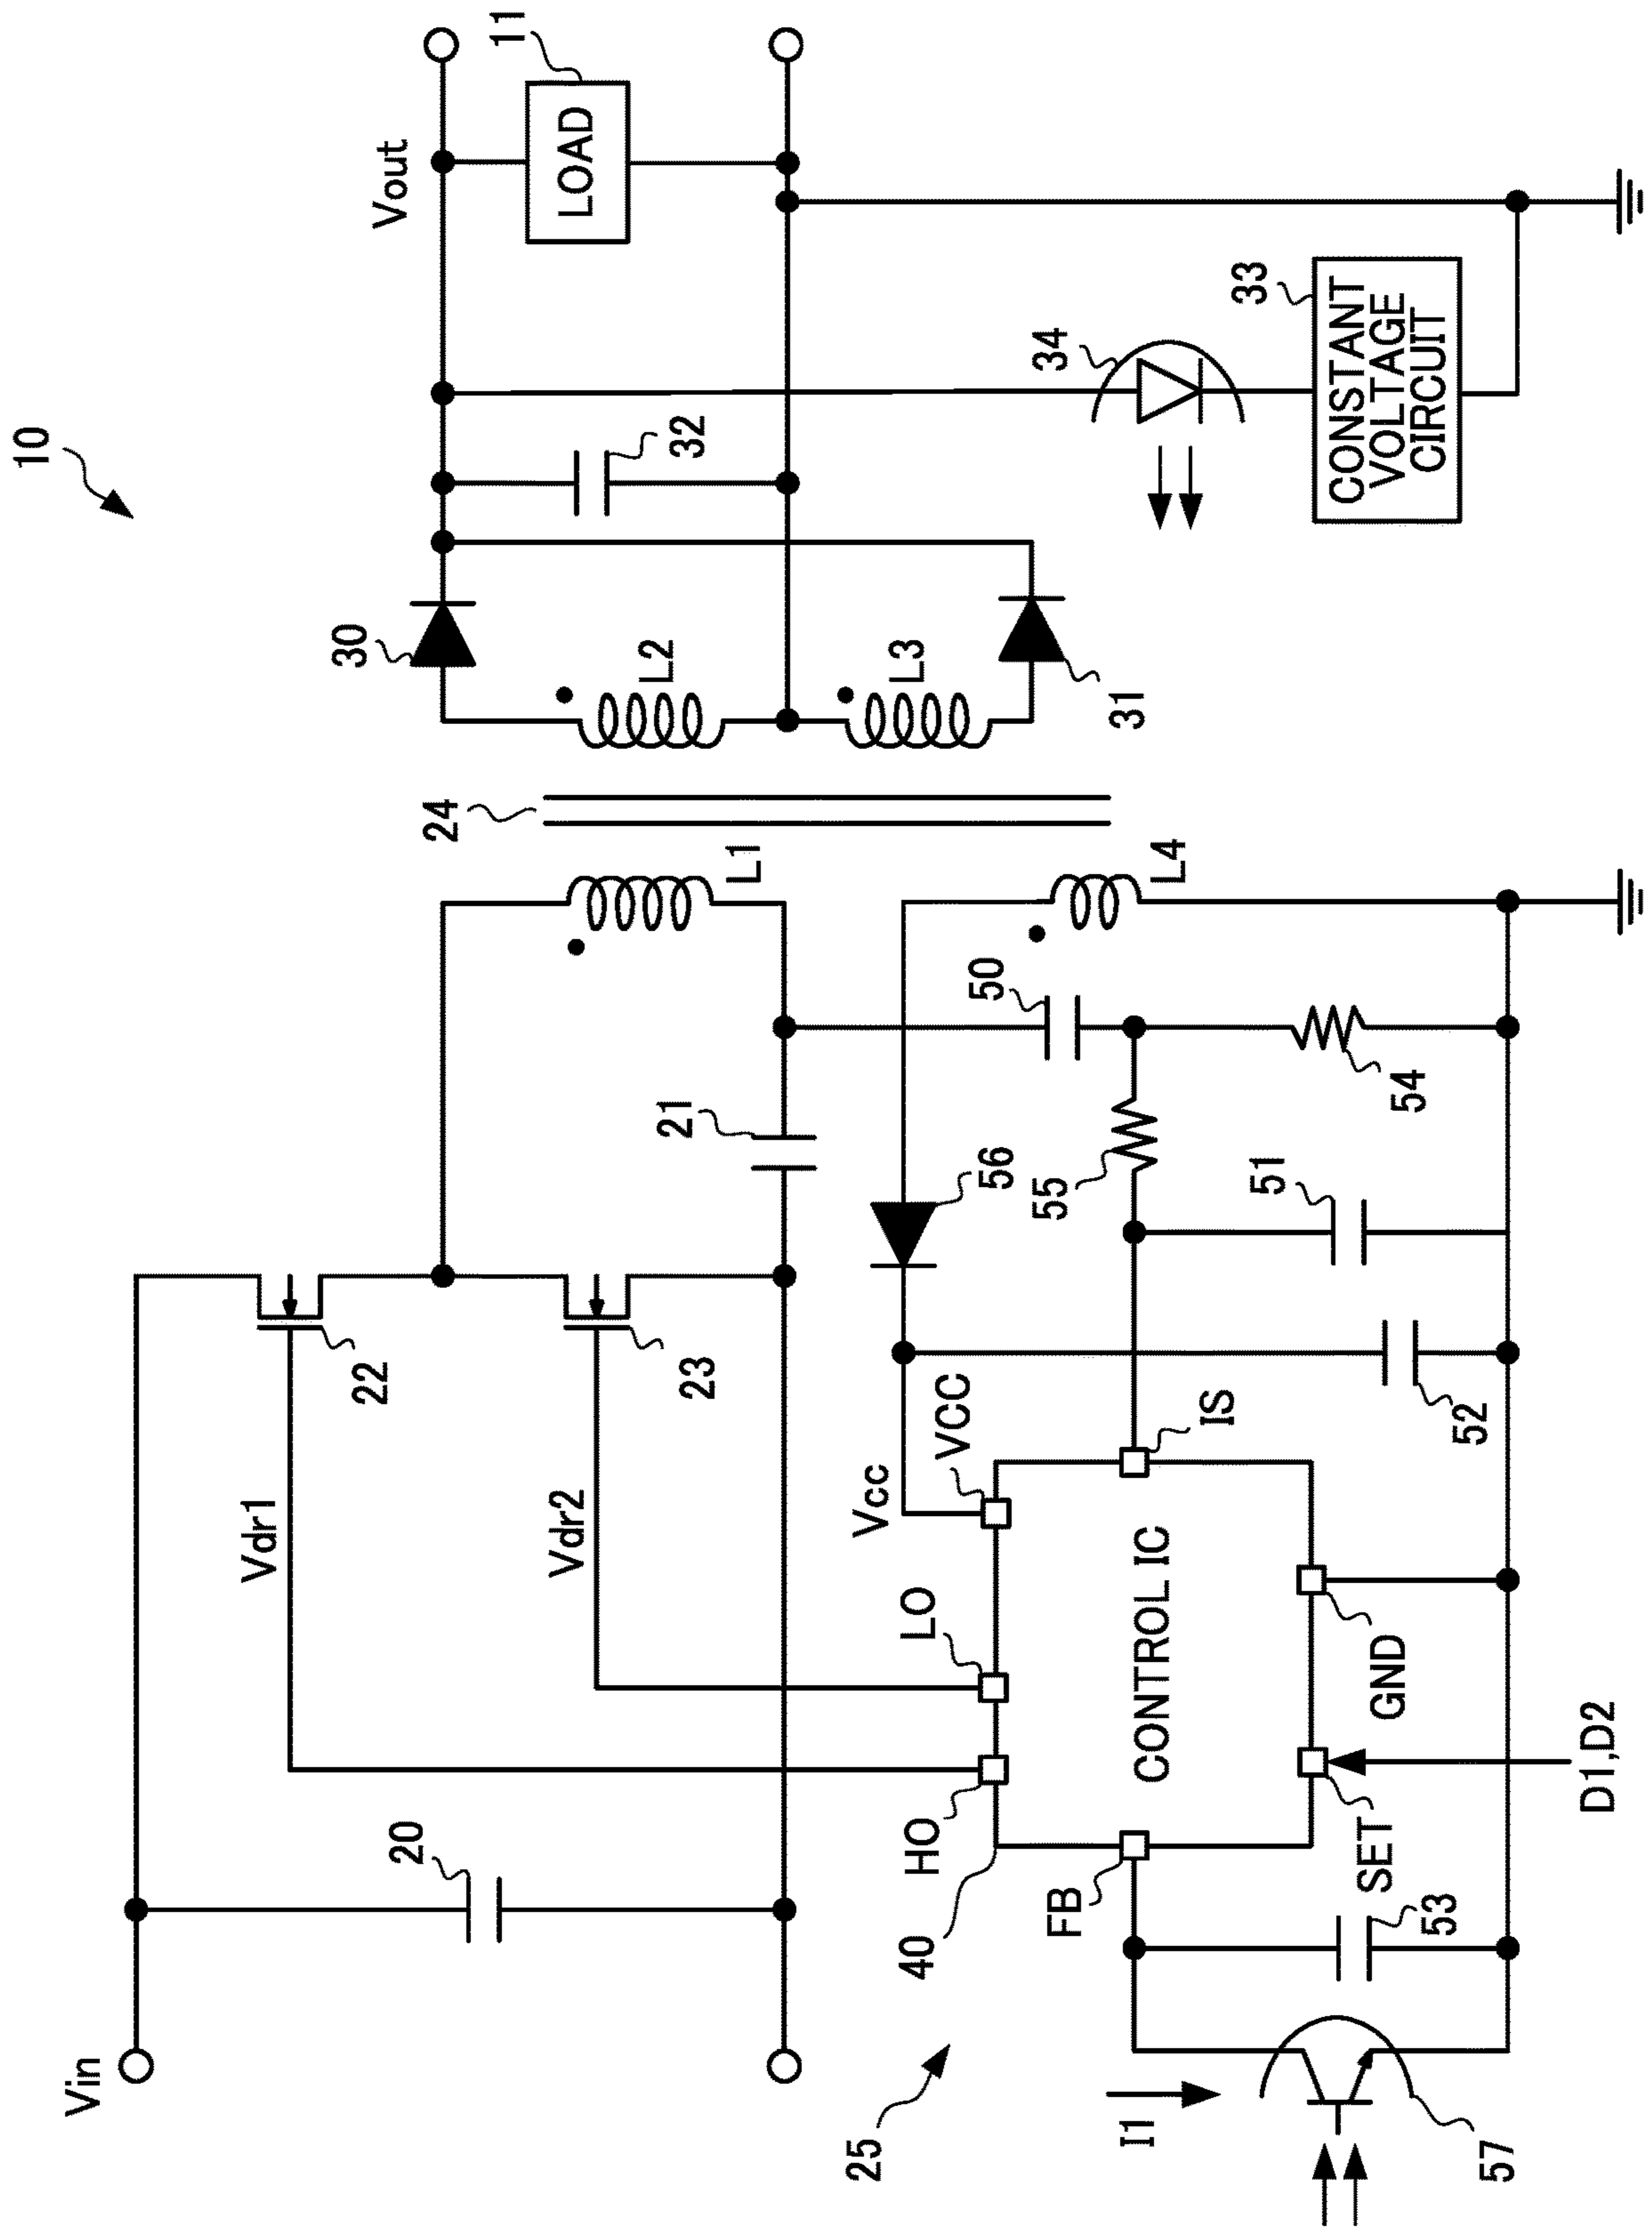 10
Vin
20
Vdr1
22
Vdr2
23
21
L1
24
30
L2
L3
31
32
Vout
LOAD
11
34
33
CONSTANT
VOLTAGE
CIRCUIT
25
I1
57
53
FB
40
HO
LO
Vcc
VCC
IS
CONTROL IC
SET
GND
D1,D2
52
51
55
56
50
54
L4